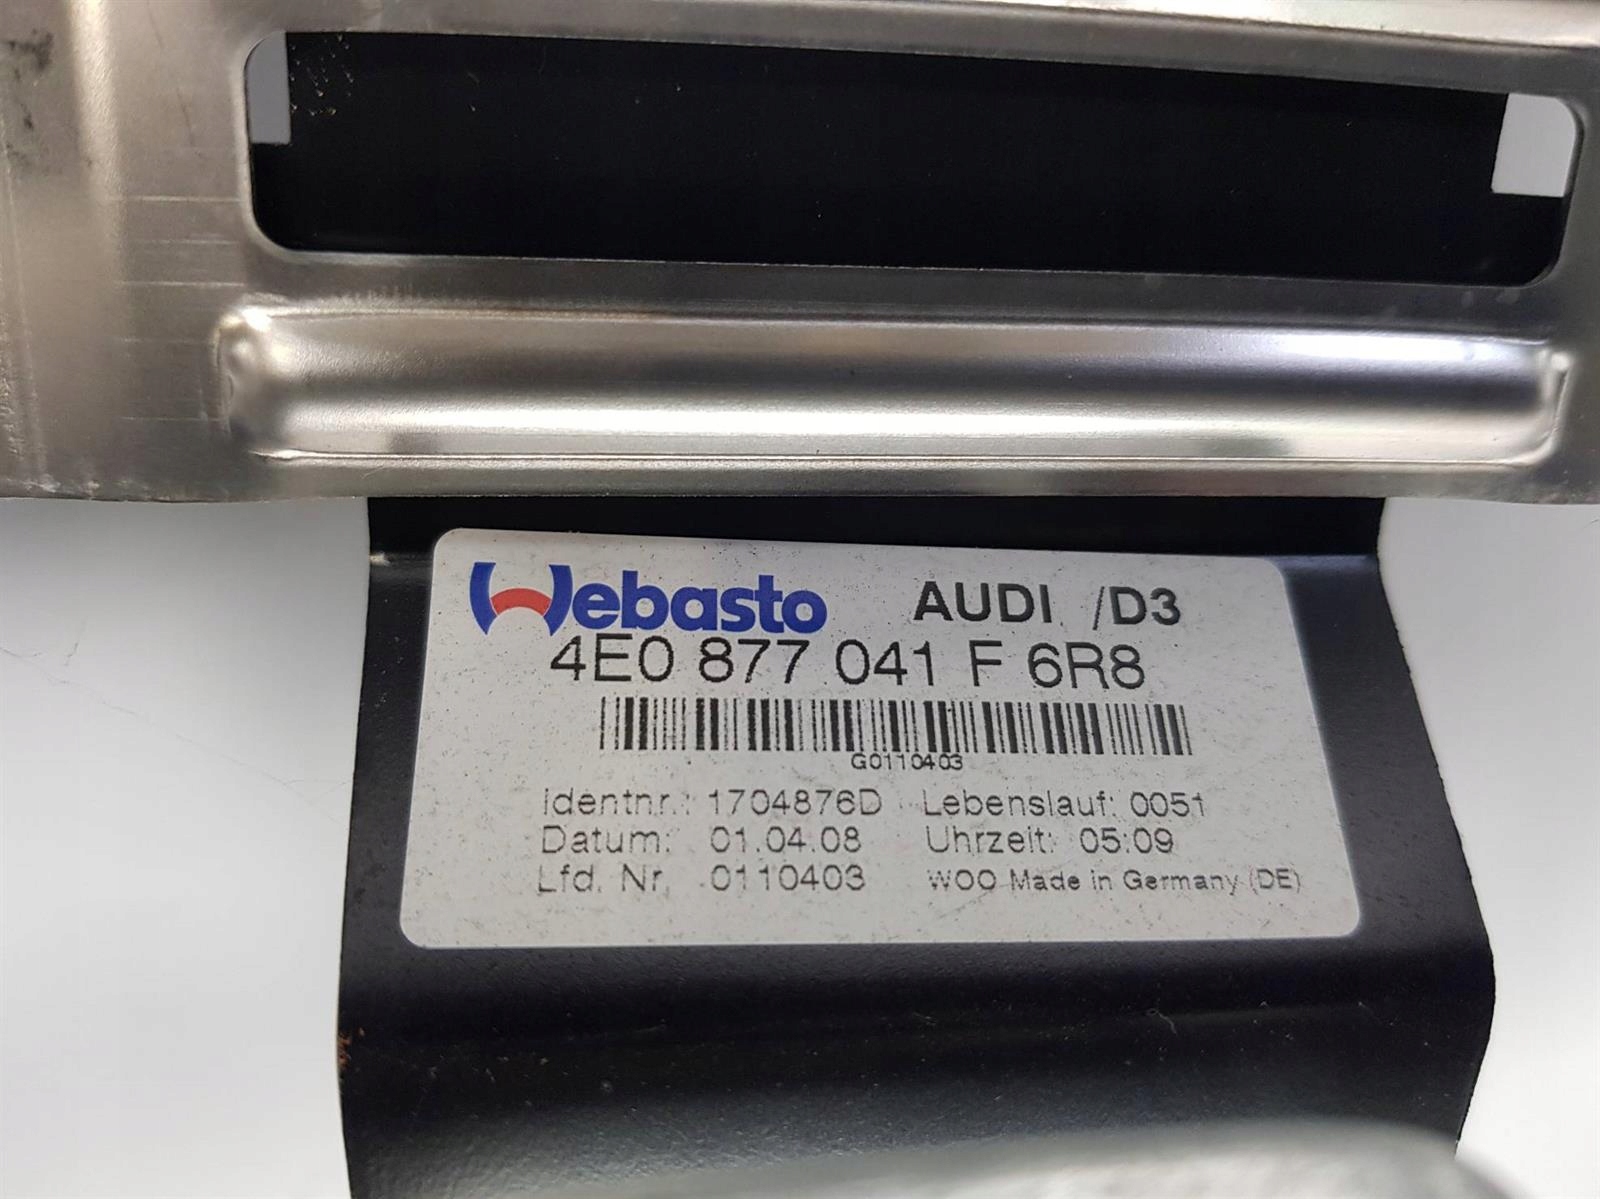 Webasto AUDI /D3
4E0 877 041 F 6R8
G0110403
Identnr.: 1704876D Lebenslauf: 0051
Datum: 01.04.08 Uhrzeit: 05:09
Lfd. Nr. 0110403 WOO Made in Germany (DE)